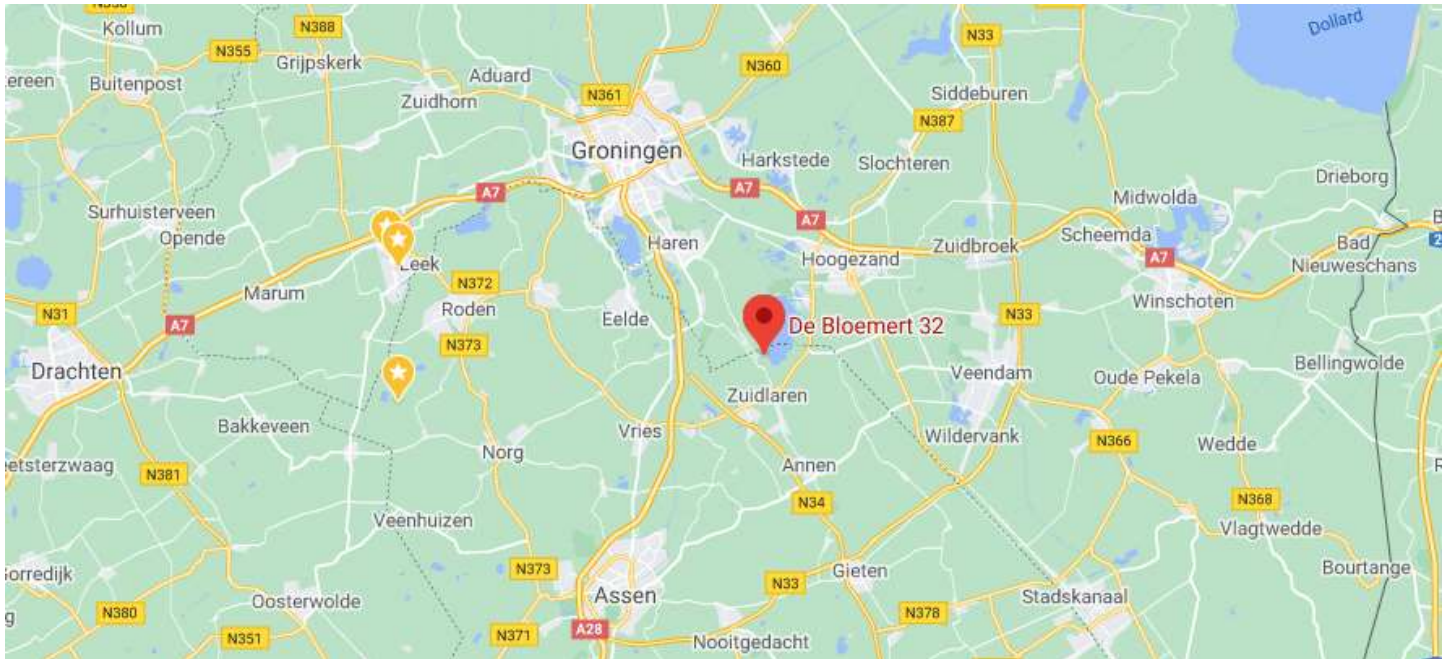 Kollum
N388
N355
Grijpskerk
Buitenpost
Aduard
Zuidhorn
N361
N360
N33
Dollard
Siddeburen
N387
Groningen
Harkstede
Slochteren
Drieborg
A7
A7
Midwolda
Surhuisterveen
Opende
A7
Haren
Hoogezand
Zuidbroek
Scheemda
A7
Bad
Nieuweschans
Leek
Marum
N372
Roden
Eelde
De Bloemert 32
N33
Winschoten
N31
A7
N373
Drachten
Zuidlaren
Veendam
Oude Pekela
Bellingwolde
Bakkeveen
Norg
Vries
Wildervank
N366
Wedde
N381
Annen
N34
N368
Veenhuizen
Vlagtwedde
N373
N33
Gieten
Bourtange
Oosterwolde
Assen
Stadskanaal
N380
N351
N371
A28
Nooitgedacht
N378